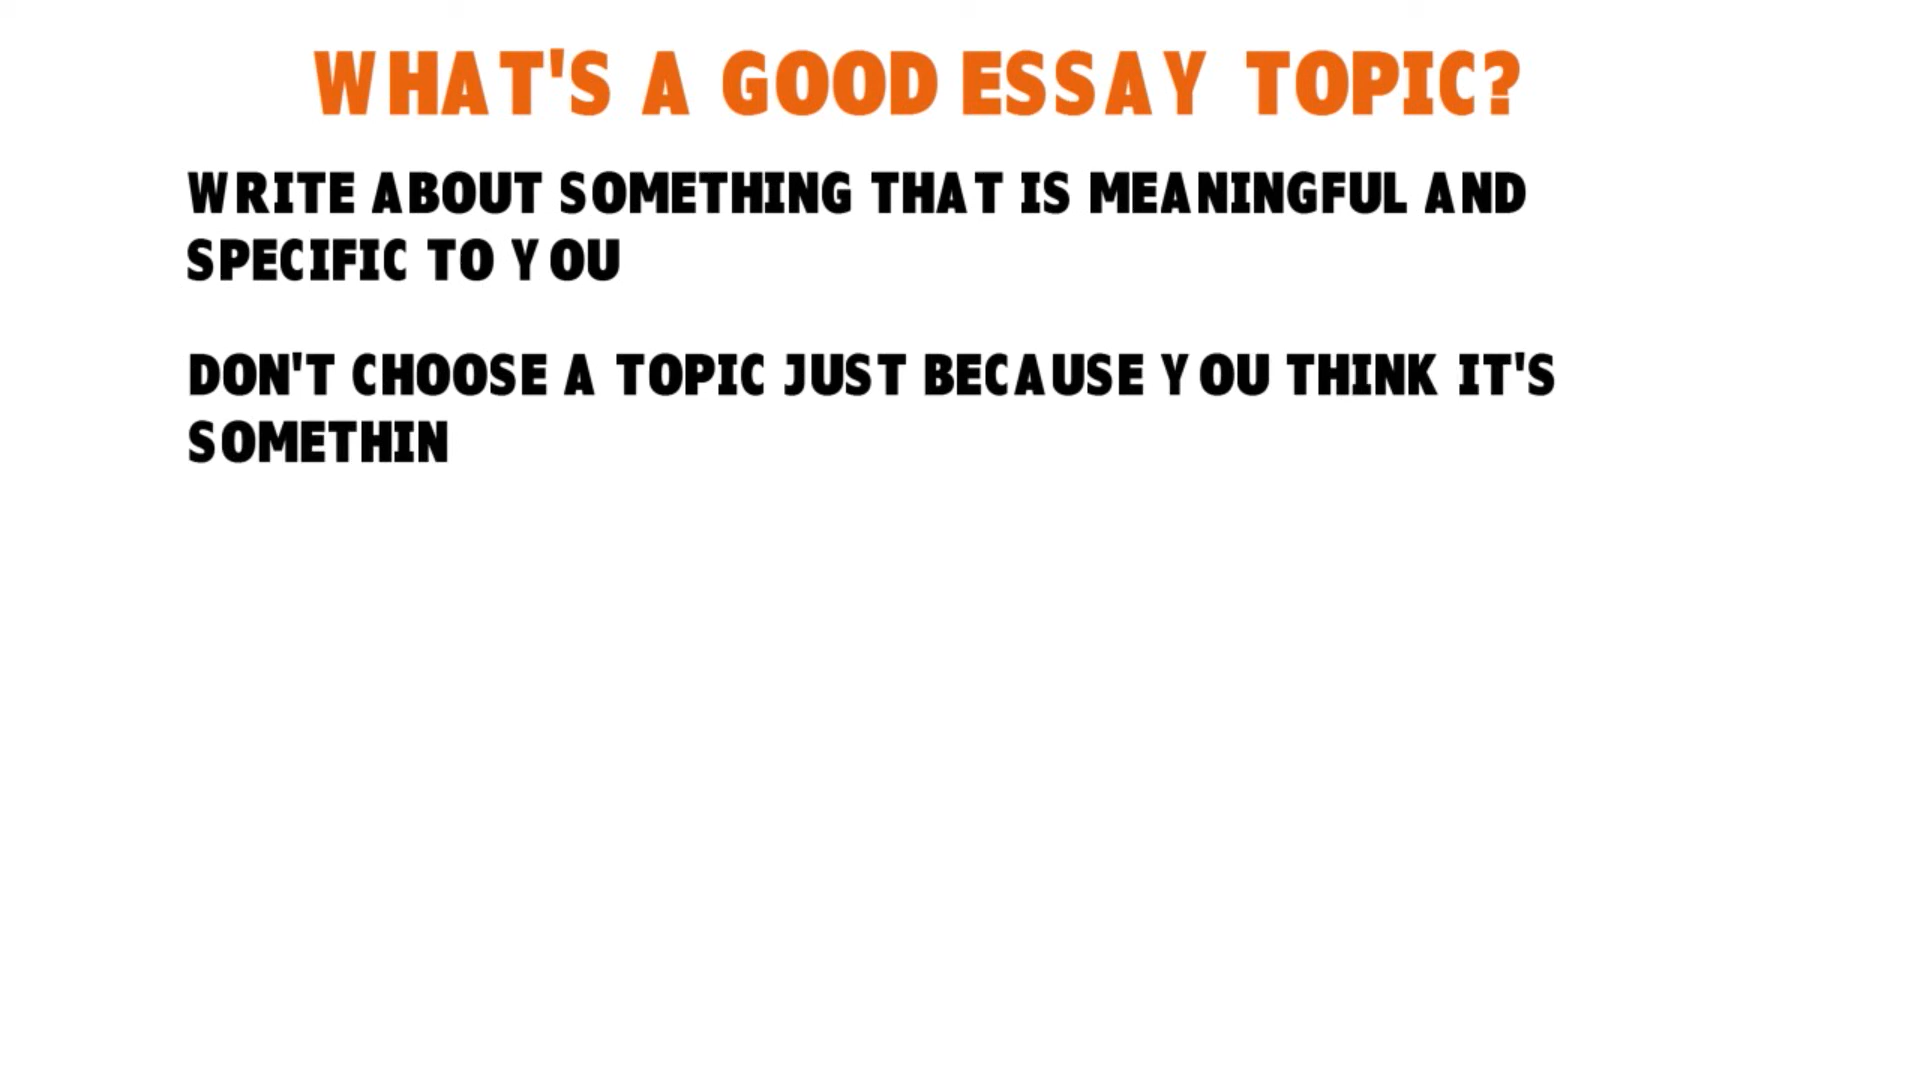 WHAT'S A GOOD ESSAY TOPIC?
WRITE ABOUT SOMETHING THAT IS MEANINGFUL AND
SPECIFIC TO YOU
DON'T CHOOSE A TOPIC JUST BECAUSE YOU THINK IT'S
SOMETHIN